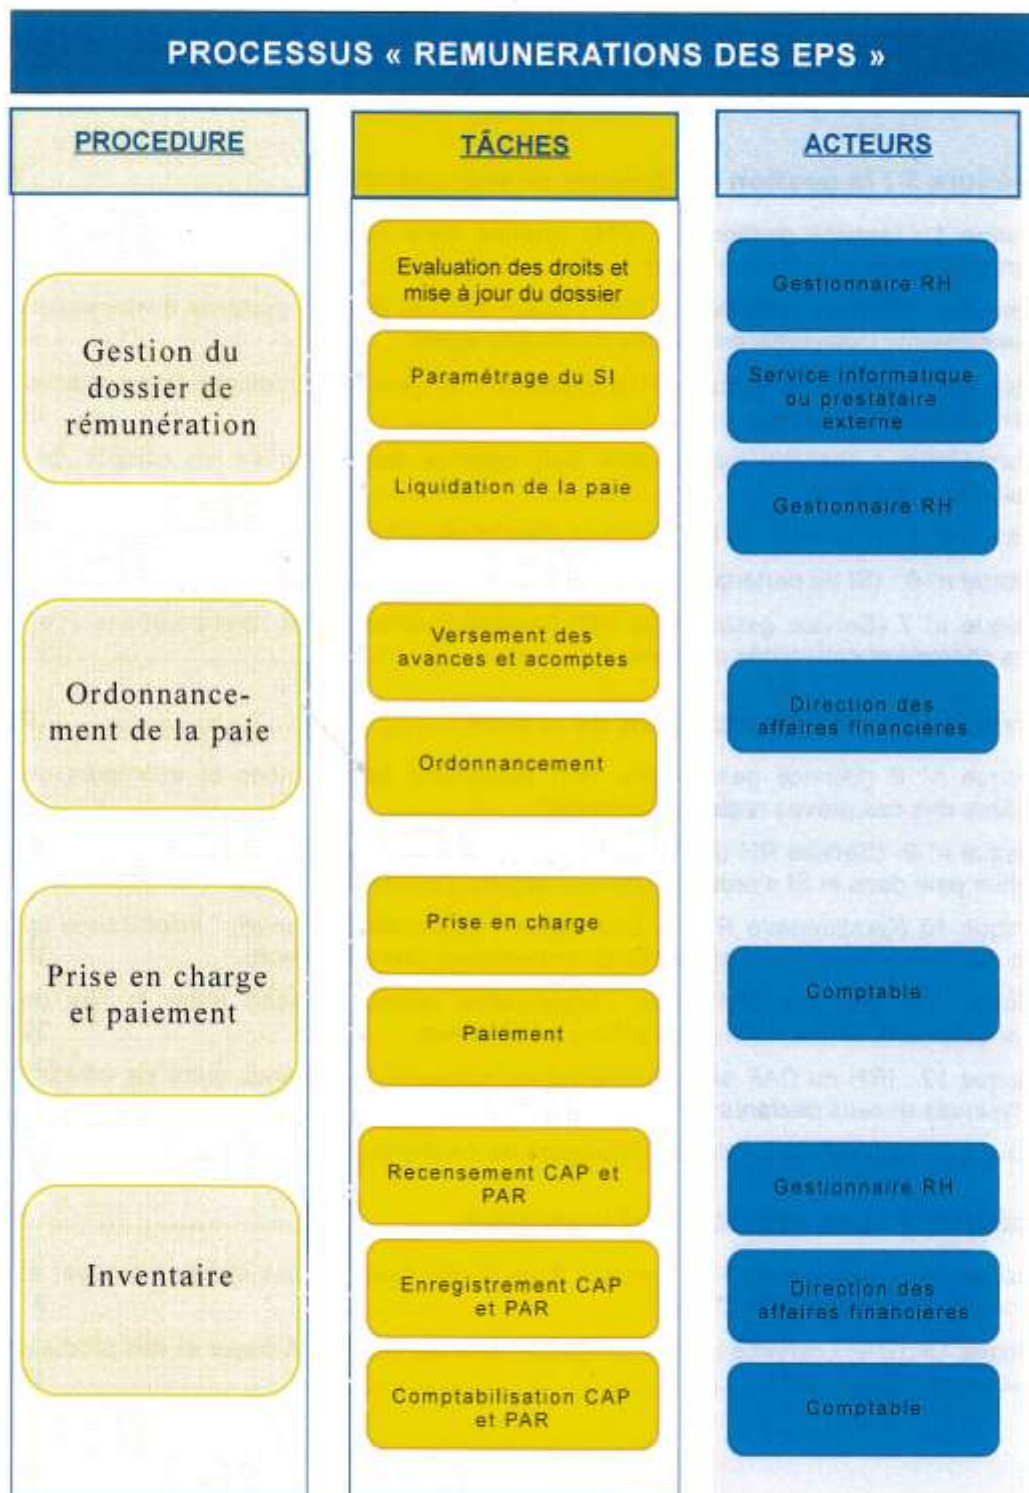 PROCESSUS « REMUNERATIONS DES EPS »
PROCEDURE
TÂCHES
ACTEURS
Gestion du
dossier de
rémunération
Evaluation des droits et
mise à jour du dossier
Gestionnaire RH
Paramétrage du SI
Service informatique
ou prestataire
externe
Liquidation de la paie
Gestionnaire RH
Ordonnance-
ment de la paie
Versement des
avances et acomptes
Ordonnancement
Direction des
affaires financières
Prise en charge
et paiement
Prise en charge
Paiement
Comptable
Inventaire
Recensement CAP et
PAR
Gestionnaire RH
Enregistrement CAP
et PAR
Direction des
affaires financières
Comptabilisation CAP
et PAR
Comptable